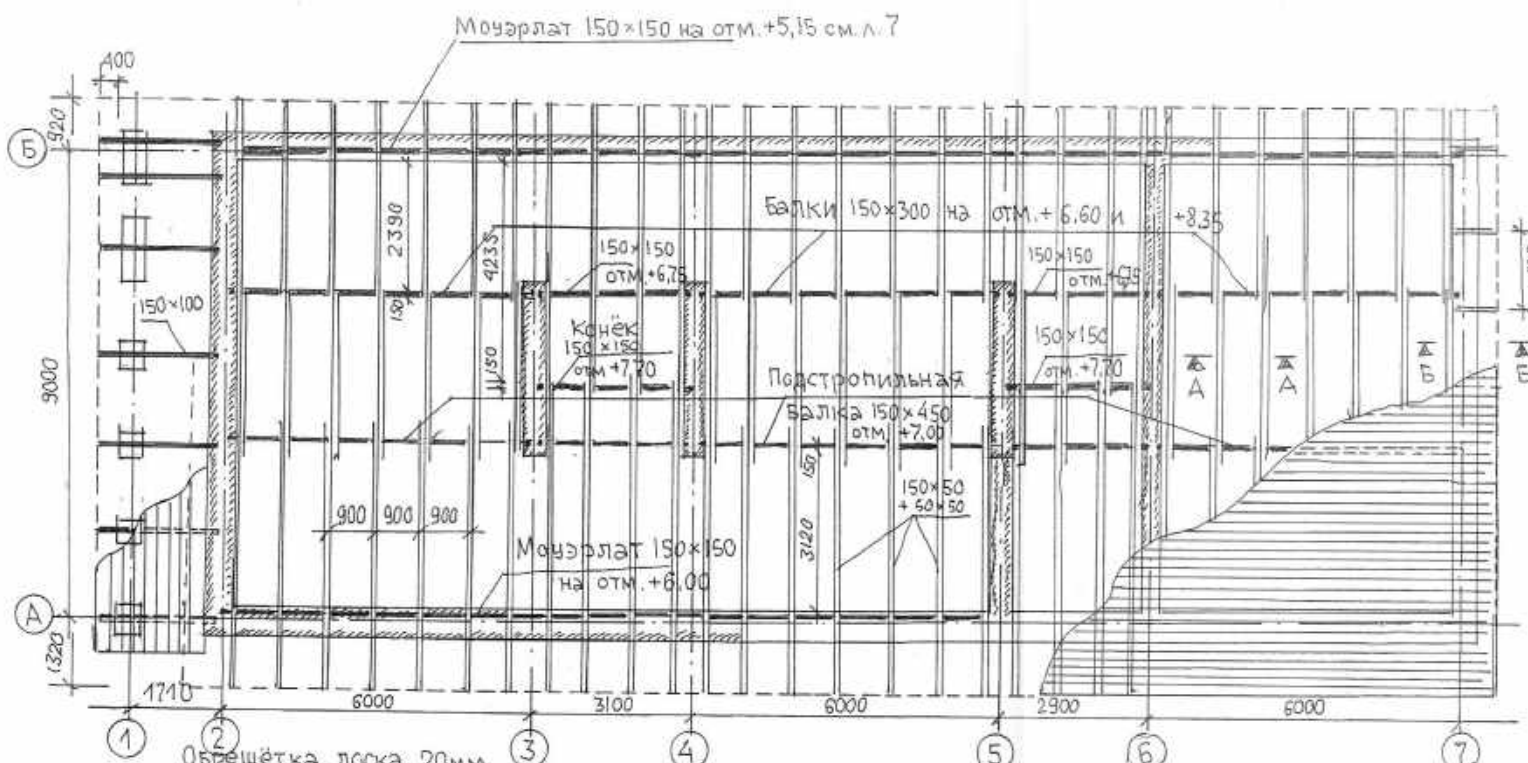 Моуэрлат 150×150 на отм.+5,15 см.л.7
400
920
Б
Балки 150×300 на отм.+6.60 и +8.35
2390
4235
150×150
отм.+6,75
150×150
отм.
150×100
150
Конёк
150×150
отм +7,70
150
150×150
отм.+7,70
А
А
Б
Б
9000
Подстропильная
балка 150×450
отм. +7,00
150
150×50
+ 50×50
900
900
900
3120
Моуэрлат 150×150
на отм.+6.00
А
1320
1710
6000
3100
6000
2900
6000
1
2
3
4
5
6
7
Обрешётка доска 20мм